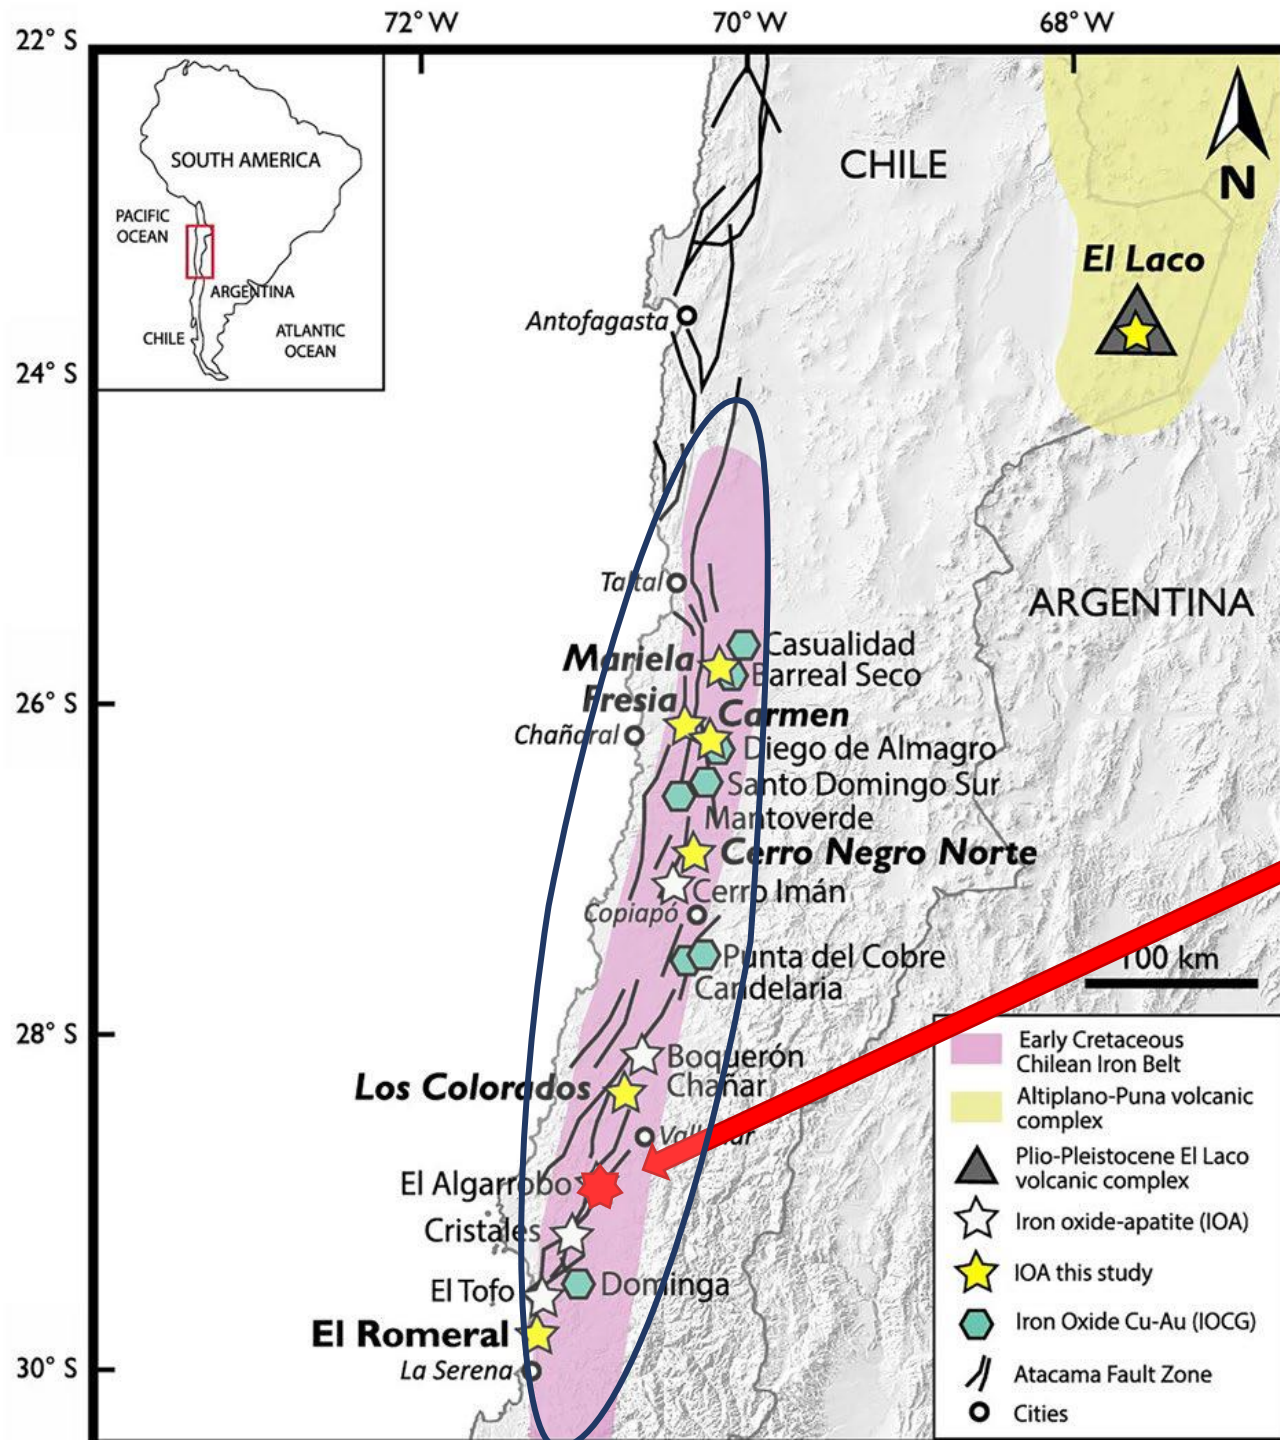 72° W
70° W
68° W
22° S
24° S
26° S
28° S
30° S
SOUTH AMERICA
PACIFIC
OCEAN
ARGENTINA
CHILE
ATLANTIC
OCEAN
CHILE
N
El Laco
Antofagasta
ARGENTINA
Taltal
Casualidad
Mariela
Barreal Seco
Fresia
Carmen
Chañaral
Diego de Almagro
Santo Domingo Sur
Mantoverde
Cerro Negro Norte
Cerro Imán
Copiapó
Punta del Cobre
Candelaria
100 km
Boquerón
Chañar
Los Colorados
El Algarrobo
Cristales
El Tofo
Dominga
El Romeral
La Serena
Early Cretaceous
Chilean Iron Belt
Altiplano-Puna volcanic
complex
Plio-Pleistocene El Laco
volcanic complex
Iron oxide-apatite (IOA)
IOA this study
Iron Oxide Cu-Au (IOCG)
Atacama Fault Zone
Cities